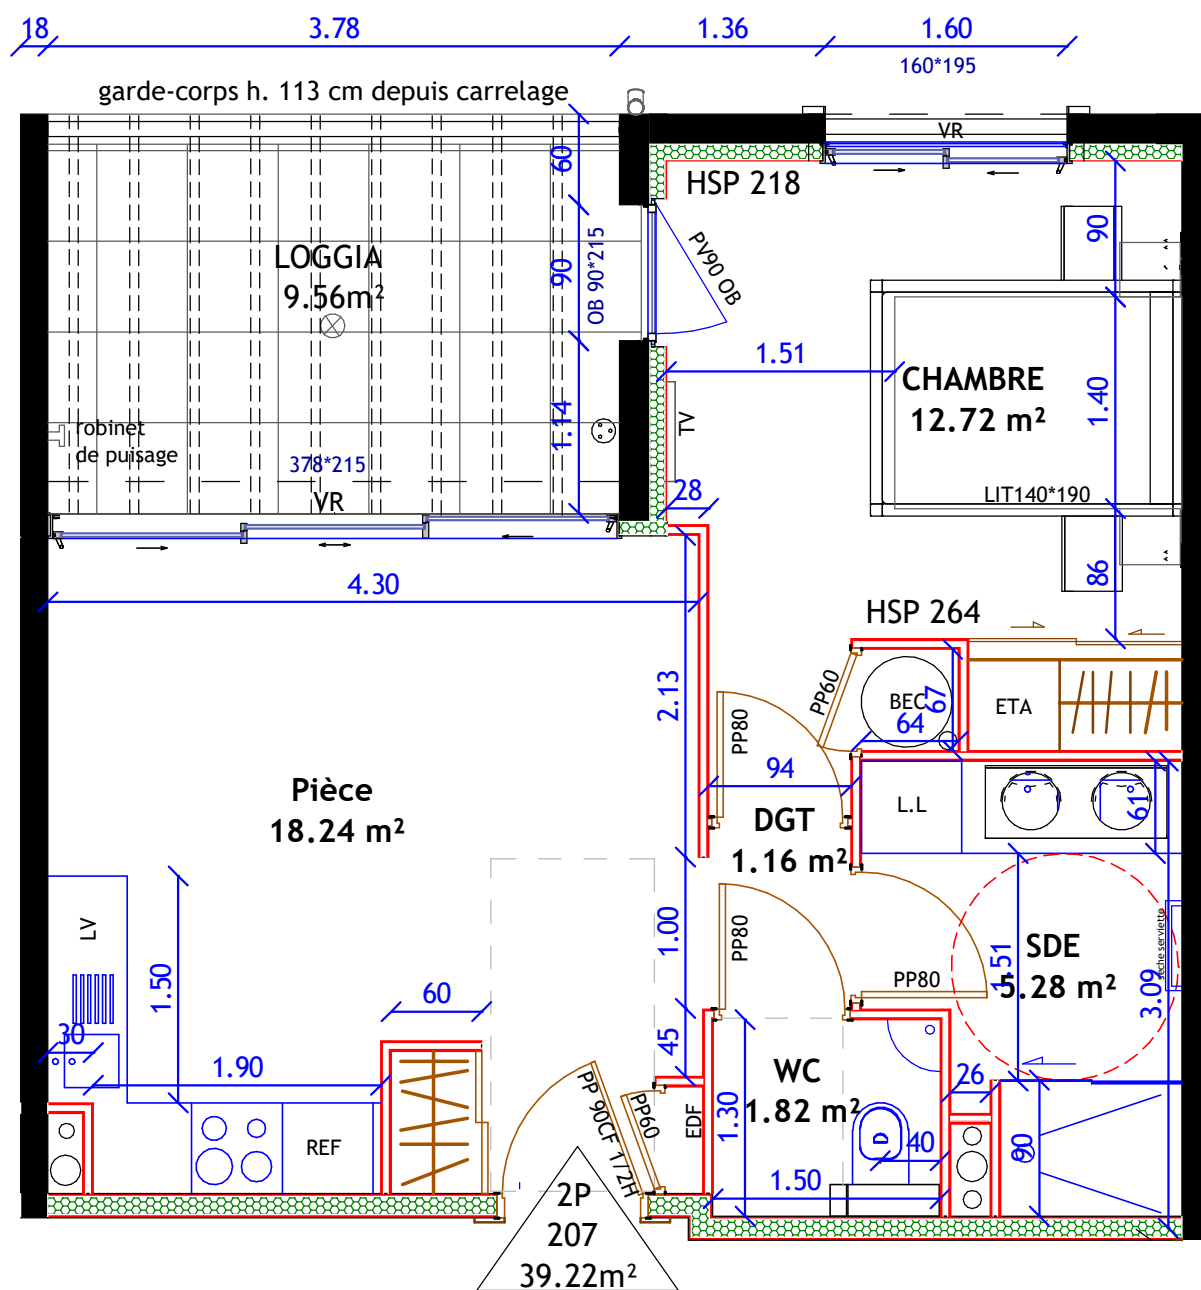 18
3.78
1.36
1.60
160*195
garde-corps h. 113 cm depuis carrelage
VR
HSP 218
60
LOGGIA
9.56m²
90
OB 90*215
PV90 OB
90
1.51
CHAMBRE
12.72 m²
1.40
TV
1.14
robinet
de puisage
378*215
VR
28
LIT140*190
86
4.30
HSP 264
2.13
PP80
PP60
BEC
67
64
ETA
94
Pièce
18.24 m²
DGT
1.16 m²
L.L
61
LV
1.50
1.00
PP80
PP80
SDE
5.28 m²
1.51
sèche serviette
3.09
60
30
45
1.90
WC
1.82 m²
26
PP 90CF 1/2H
PP60
EDF
1.30
REF
D
40
90
1.50
2P
207
39.22m²